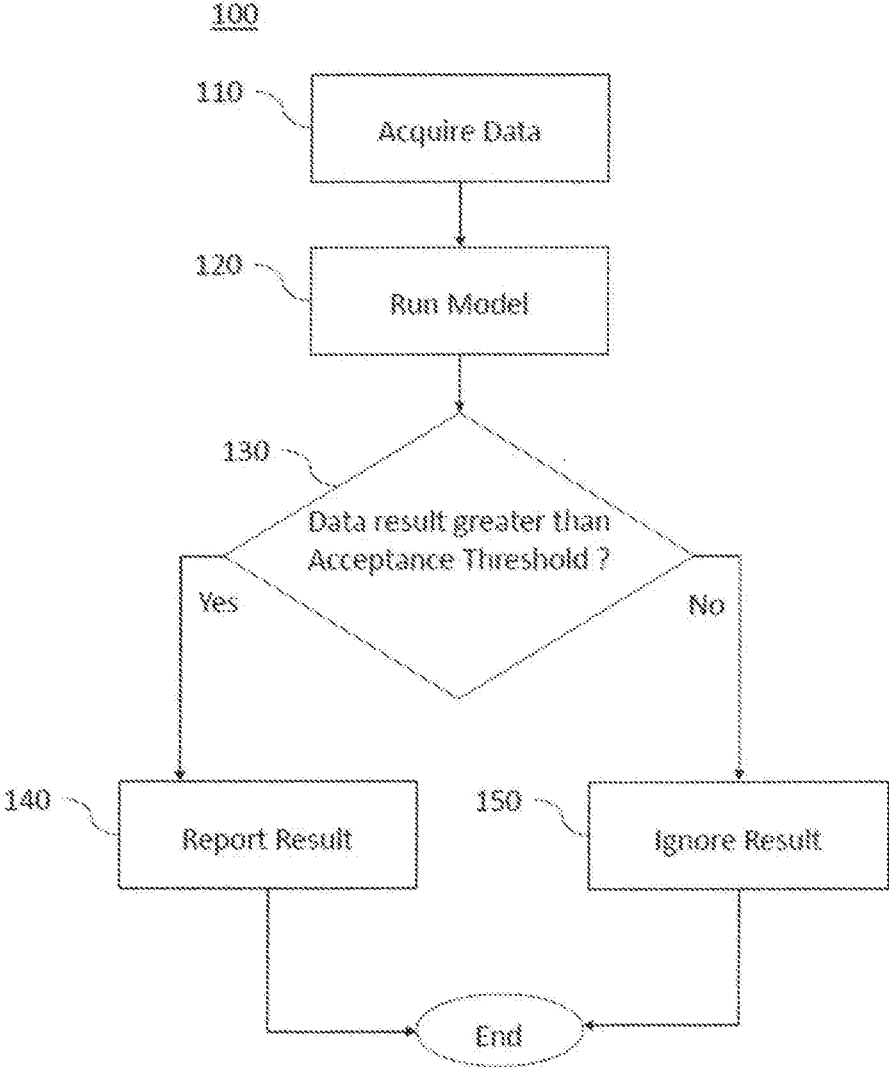 100
110
Acquire Data
120
Run Model
130
Data result greater than
Acceptance Threshold ?
Yes
No
140
Report Result
150
Ignore Result
End